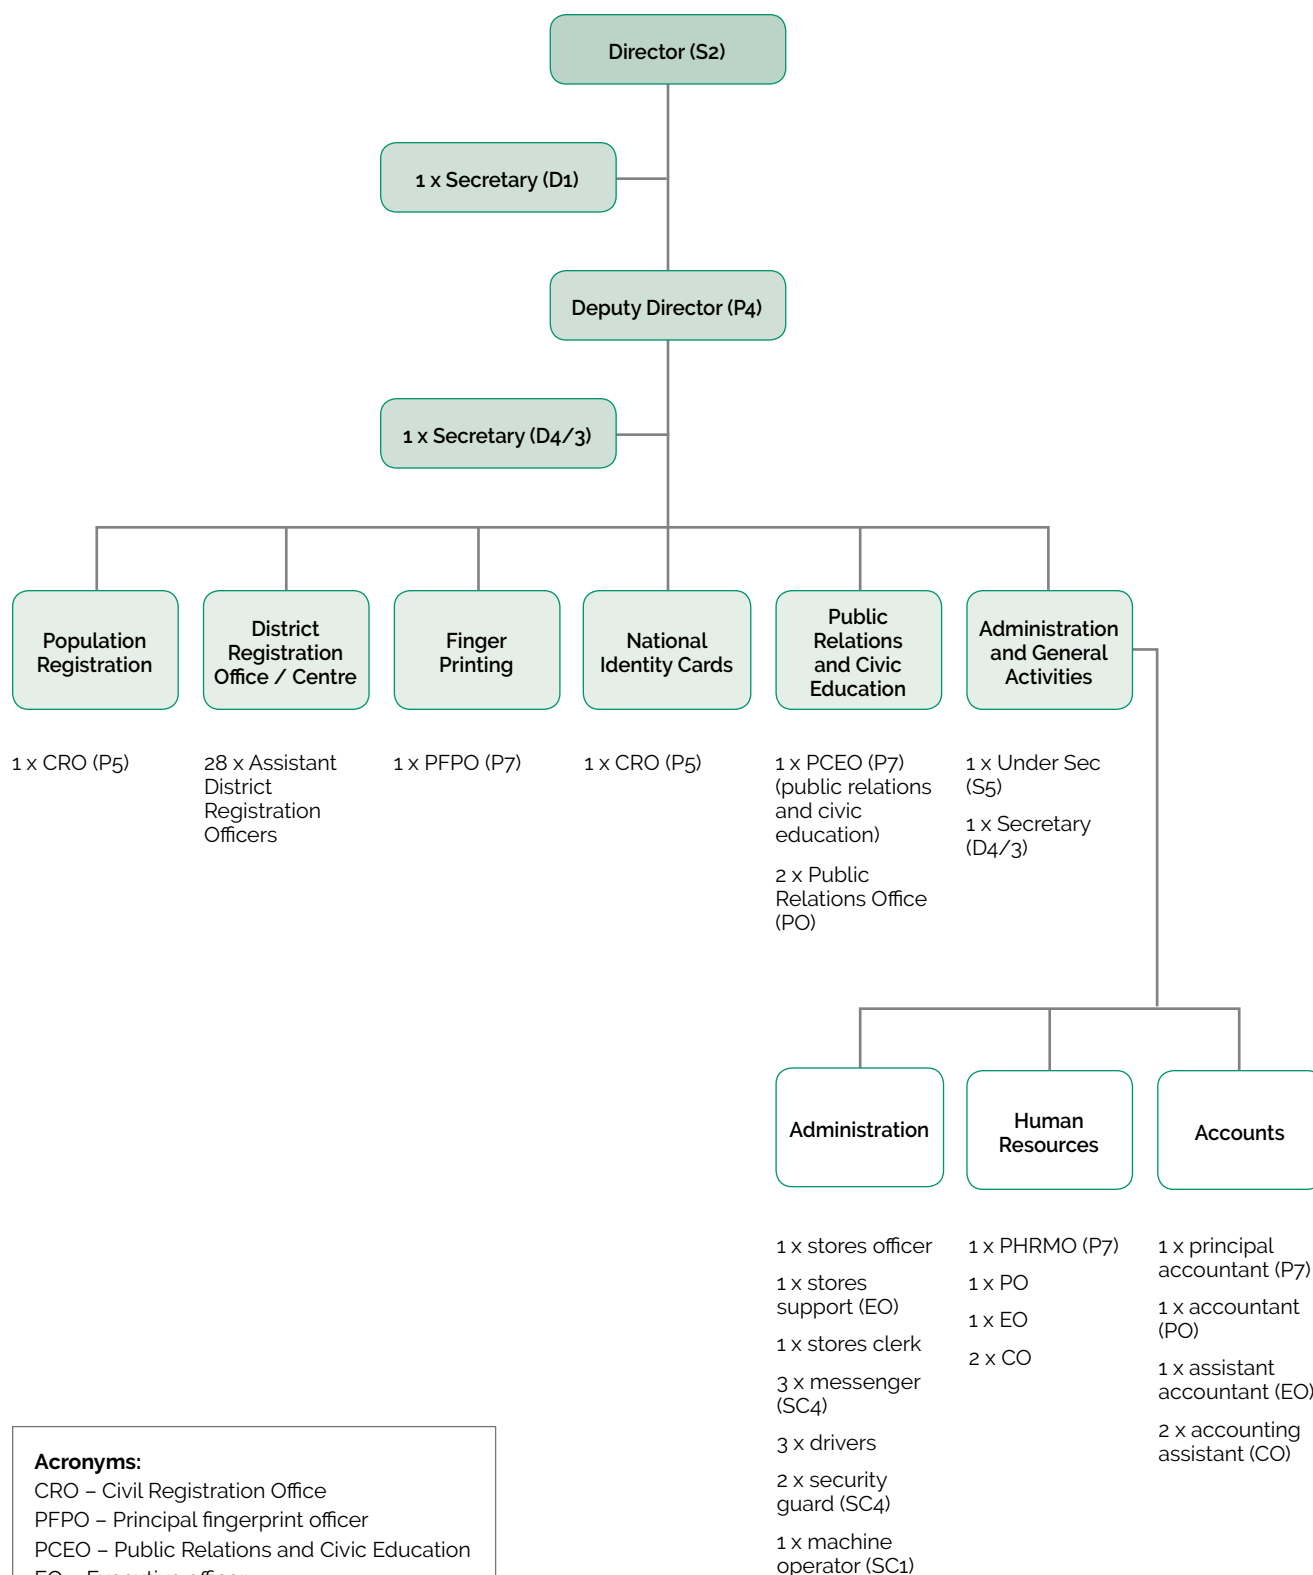 Director (S2)
1 x Secretary (D1)
Deputy Director (P4)
1 x Secretary (D4/3)
Population
Registration
District
Registration
Office / Centre
Finger
Printing
National
Identity Cards
Public
Relations
and Civic
Education
Administration
and General
Activities
1 x CRO (P5)
28 x Assistant
District
Registration
Officers
1 x PFPO (P7)
1 x CRO (P5)
1 x PCEO (P7)
(public relations
and civic
education)
2 x Public
Relations Office
(PO)
1 x Under Sec
(S5)
1 x Secretary
(D4/3)
Administration
Human
Resources
Accounts
1 x stores officer
1 x stores
support (EO)
1 x stores clerk
3 x messenger
(SC4)
3 x drivers
2 x security
guard (SC4)
1 x machine
operator (SC1)
1 x PHRMO (P7)
1 x PO
1 x EO
2 x CO
1 x principal
accountant (P7)
1 x accountant
(PO)
1 x assistant
accountant (EO)
2 x accounting
assistant (CO)
Acronyms:
CRO – Civil Registration Office
PFPO – Principal fingerprint officer
PCEO – Public Relations and Civic Education
EO – Executive officer